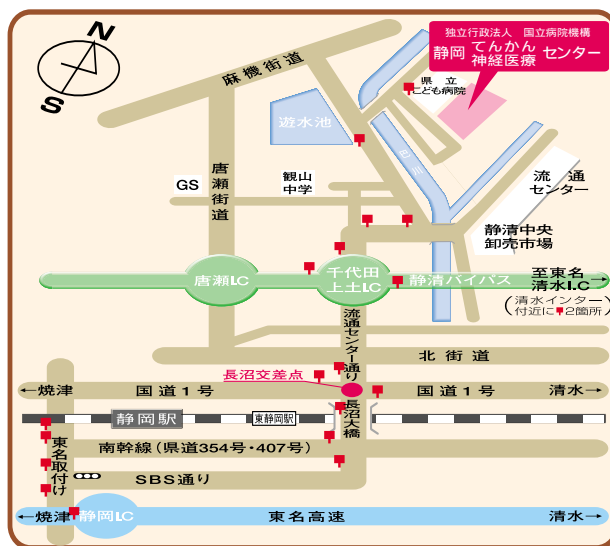 N
S
独立行政法人 国立病院機構
静岡 てんかん 神経医療 センター
麻機街道
県立
こども病院
遊水池
巴川
唐瀬街道
GS
観山
中学
流通
センター
静清中央
卸売市場
唐瀬I.C
千代田
上土I.C
静清バイパス
至東名
清水I.C
(清水インター
付近に 2箇所)
流通センター通り
北街道
長沼交差点
←焼津
国道1号
国道1号
清水→
静岡駅
東静岡駅
長沼大橋
東名取付け
南幹線(県道354号・407号)
SBS通り
←焼津
静岡I.C
東名高速
清水→